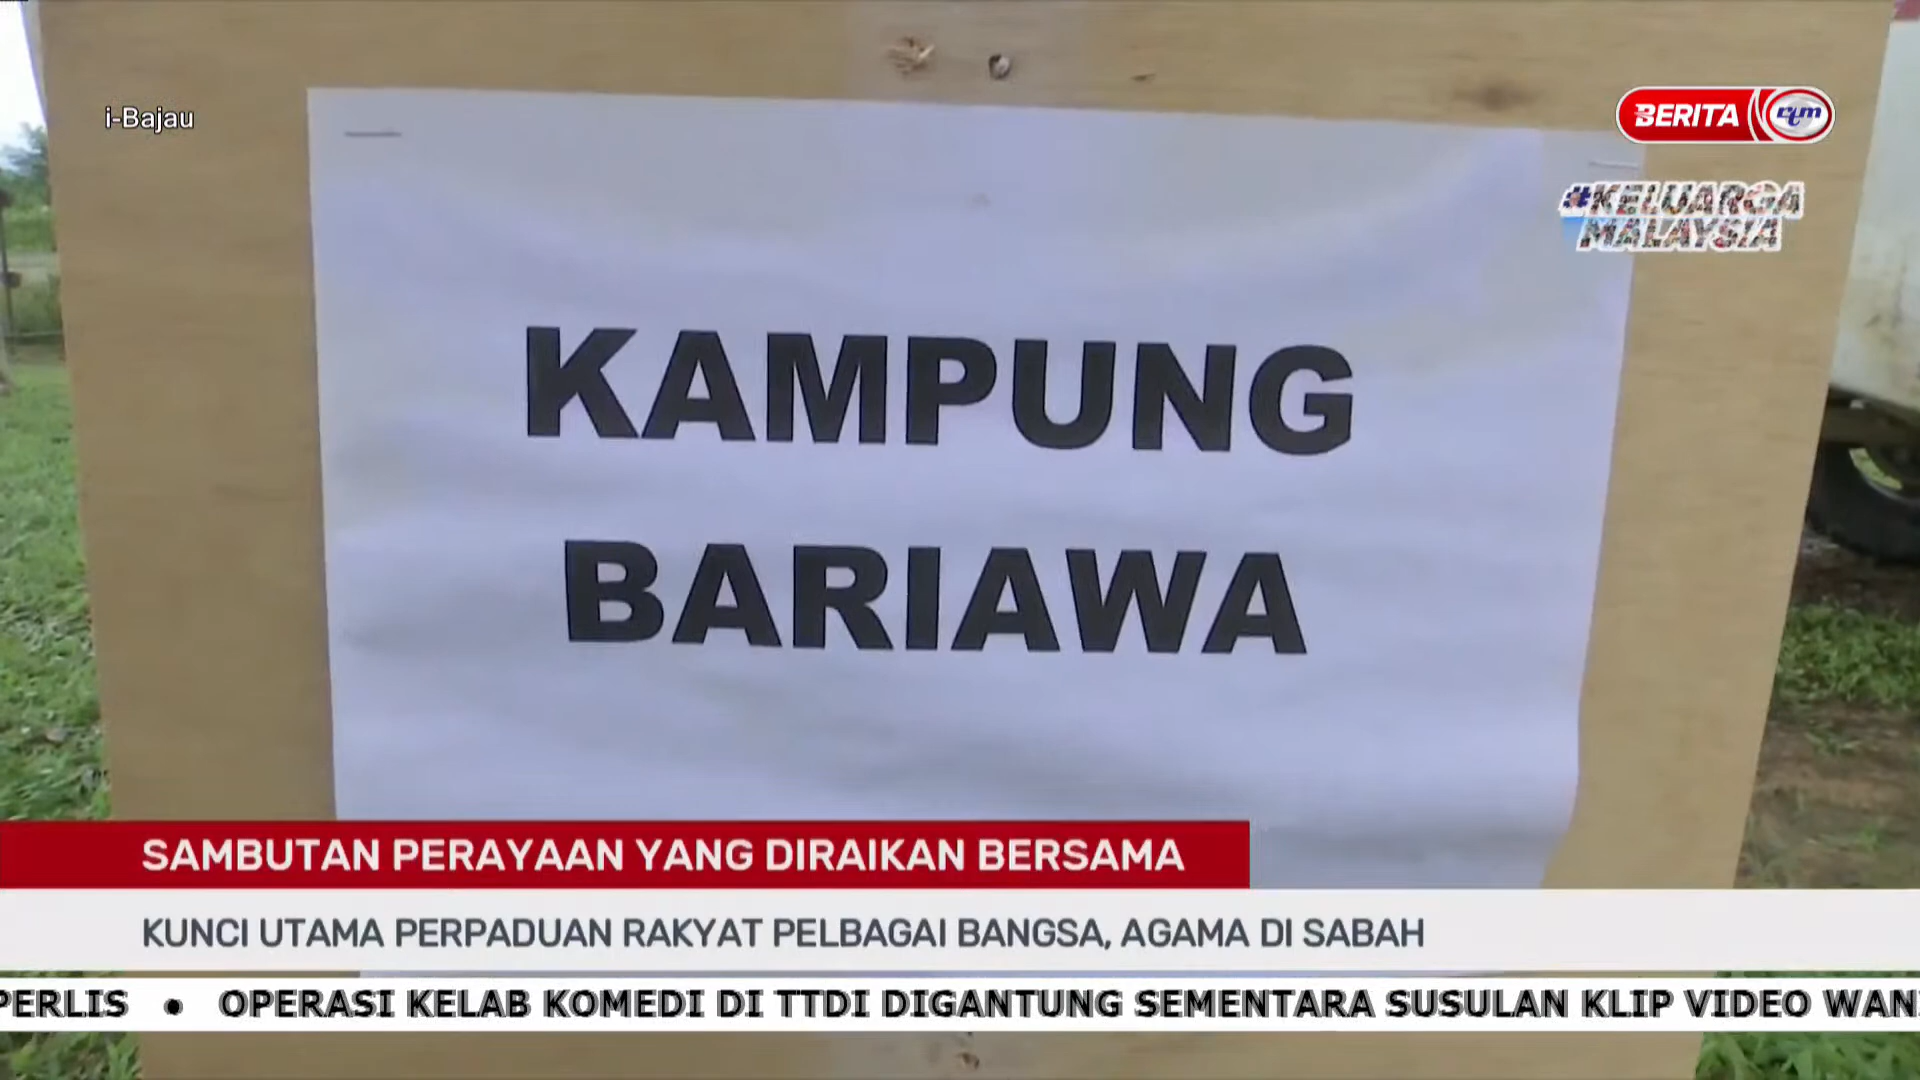 i-Bajau
BERITA rtm
#KELUARGA
MALAYSIA
KAMPUNG
BARIAWA
SAMBUTAN PERAYAAN YANG DIRAIKAN BERSAMA
KUNCI UTAMA PERPADUAN RAKYAT PELBAGAI BANGSA, AGAMA DI SABAH
PERLIS • OPERASI KELAB KOMEDI DI TTDI DIGANTUNG SEMENTARA SUSULAN KLIP VIDEO